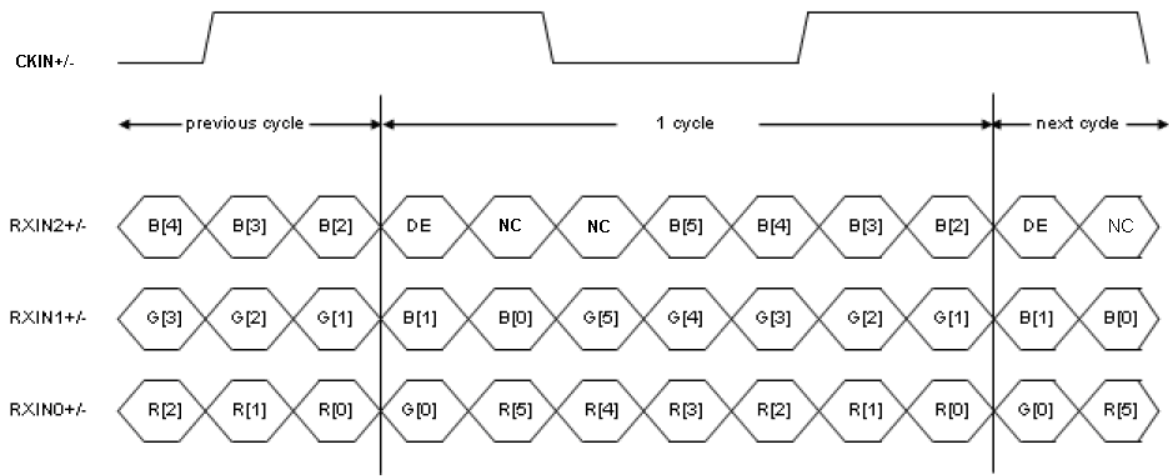 CKIN+/-
previous cycle 1 cycle next cycle
RXIN2+/- B[4] B[3] B[2] DE NC NC B[5] B[4] B[3] B[2] DE NC
RXIN1+/- G[3] G[2] G[1] B[1] B[0] G[5] G[4] G[3] G[2] G[1] B[1] B[0]
RXIN0+/- R[2] R[1] R[0] G[0] R[5] R[4] R[3] R[2] R[1] R[0] G[0] R[5]